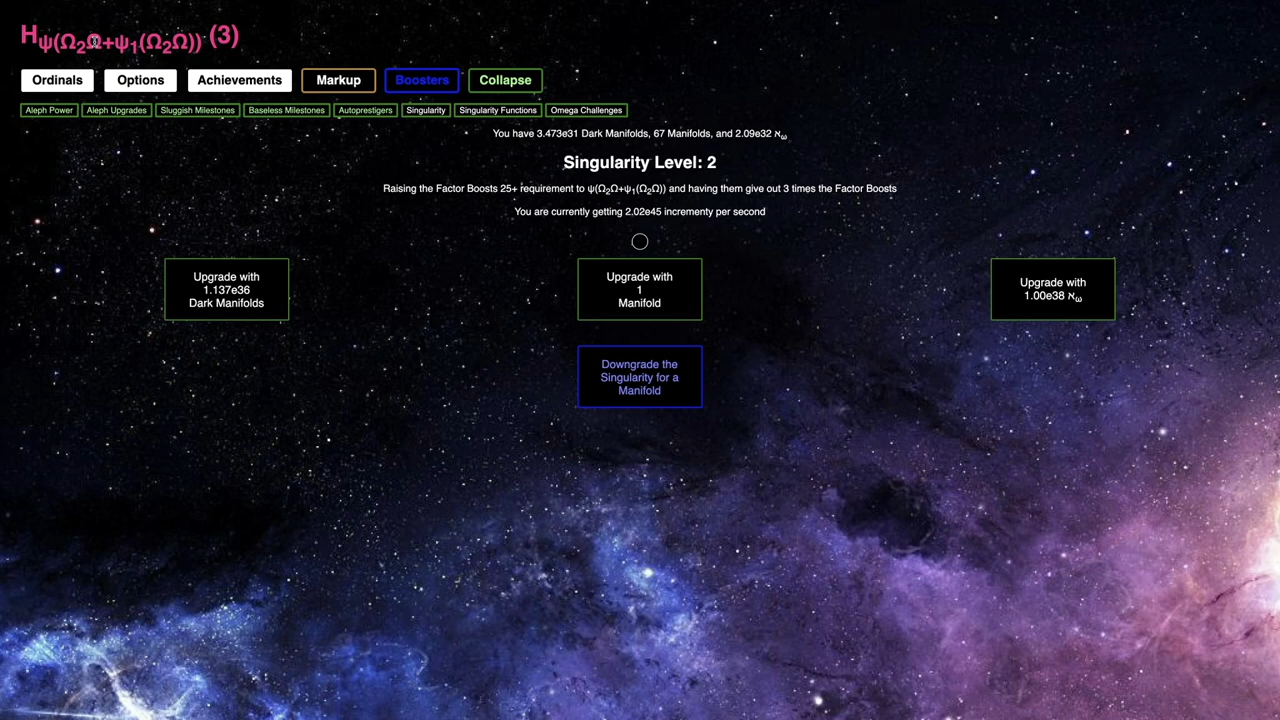 H_ψ(Ω₂Ω+ψ₁(Ω₂Ω)) (3)
Ordinals Options Achievements Markup Boosters Collapse
Aleph Power Aleph Upgrades Sluggish Milestones Baseless Milestones Autoprestigers Singularity Singularity Functions Omega Challenges
You have 3.473e31 Dark Manifolds, 67 Manifolds, and 2.09e32 ℵω
Singularity Level: 2
Raising the Factor Boosts 25+ requirement to ψ(Ω₂Ω+ψ₁(Ω₂Ω)) and having them give out 3 times the Factor Boosts
You are currently getting 2.02e45 incrementy per second
Upgrade with
1.137e36
Dark Manifolds
Upgrade with
1
Manifold
Upgrade with
1.00e38 ℵω
Downgrade the
Singularity for a
Manifold